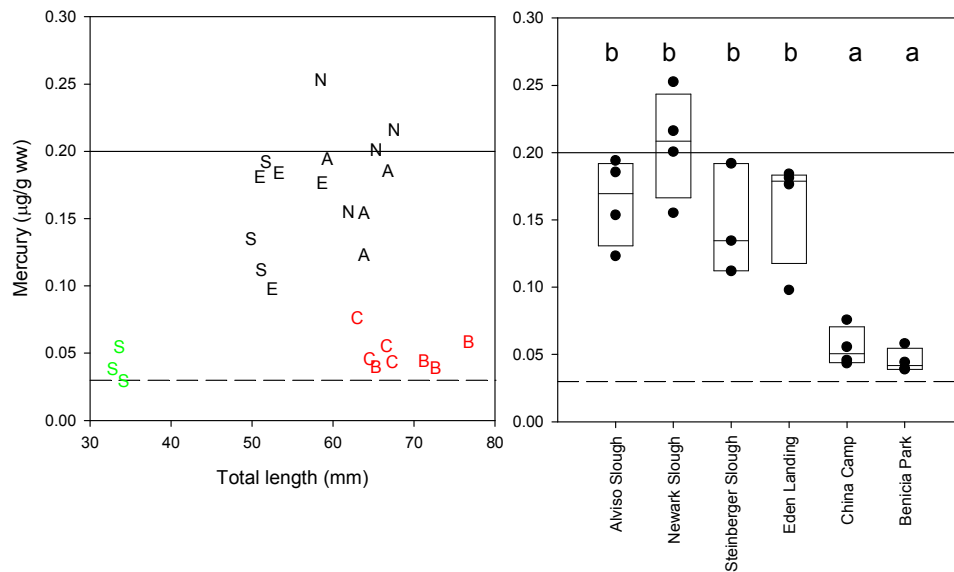 0.30
0.25
0.20
0.15
0.10
0.05
0.00
Mercury (µg/g ww)
N
N
N
S
A
E
E
E
A
N
A
S
A
S
E
C
S
C
B
C
B
C
B
B
S
S
30 40 50 60 70 80
Total length (mm)
0.30
0.25
0.20
0.15
0.10
0.05
0.00
b b b b a a
Alviso Slough
Newark Slough
Steinberger Slough
Eden Landing
China Camp
Benicia Park